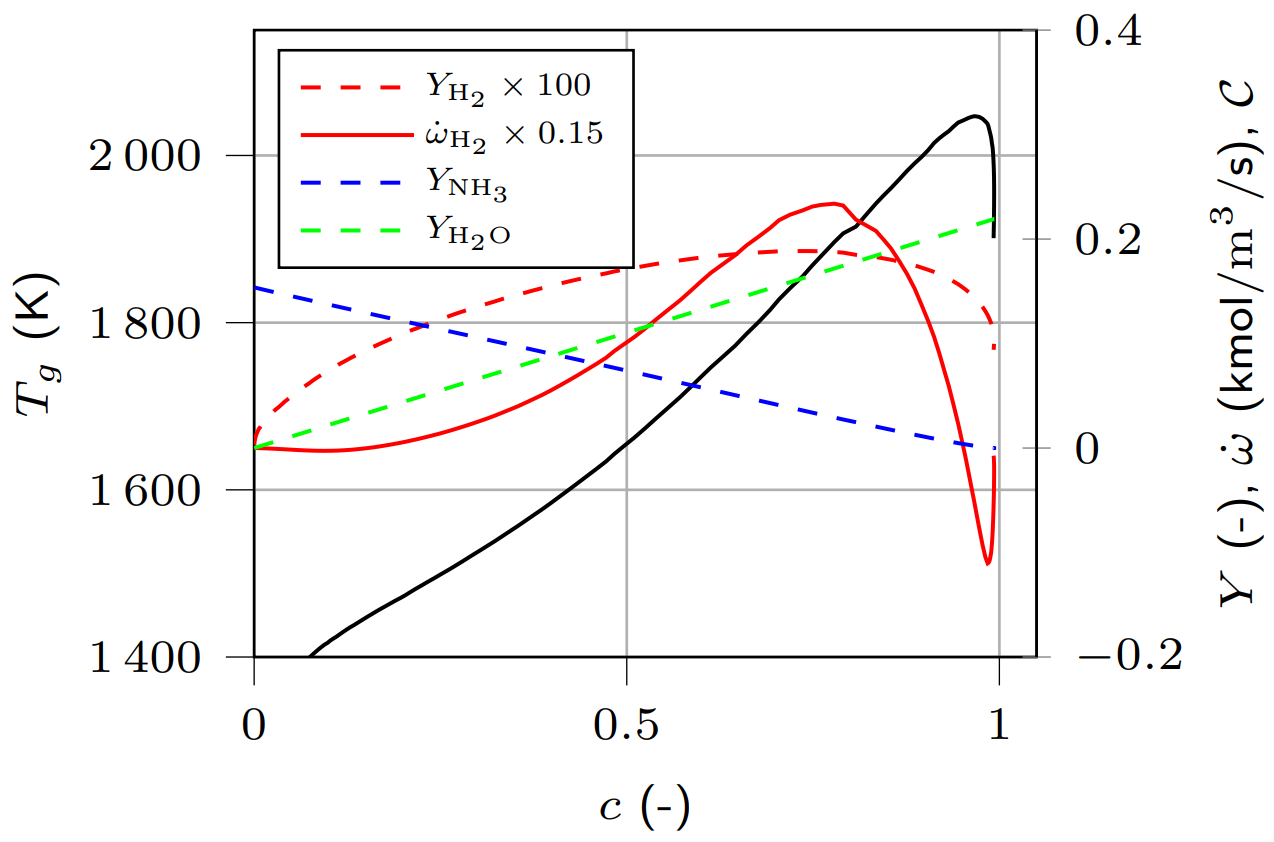 0.4
Y_H₂ × 100
ω̇_H₂ × 0.15
Y_NH₃
Y_H₂O
2 000
0.2
T_g (K)
1 800
Y (-), ω̇ (kmol/m³/s), 𝒞
0
1 600
1 400
−0.2
0
0.5
1
c (-)